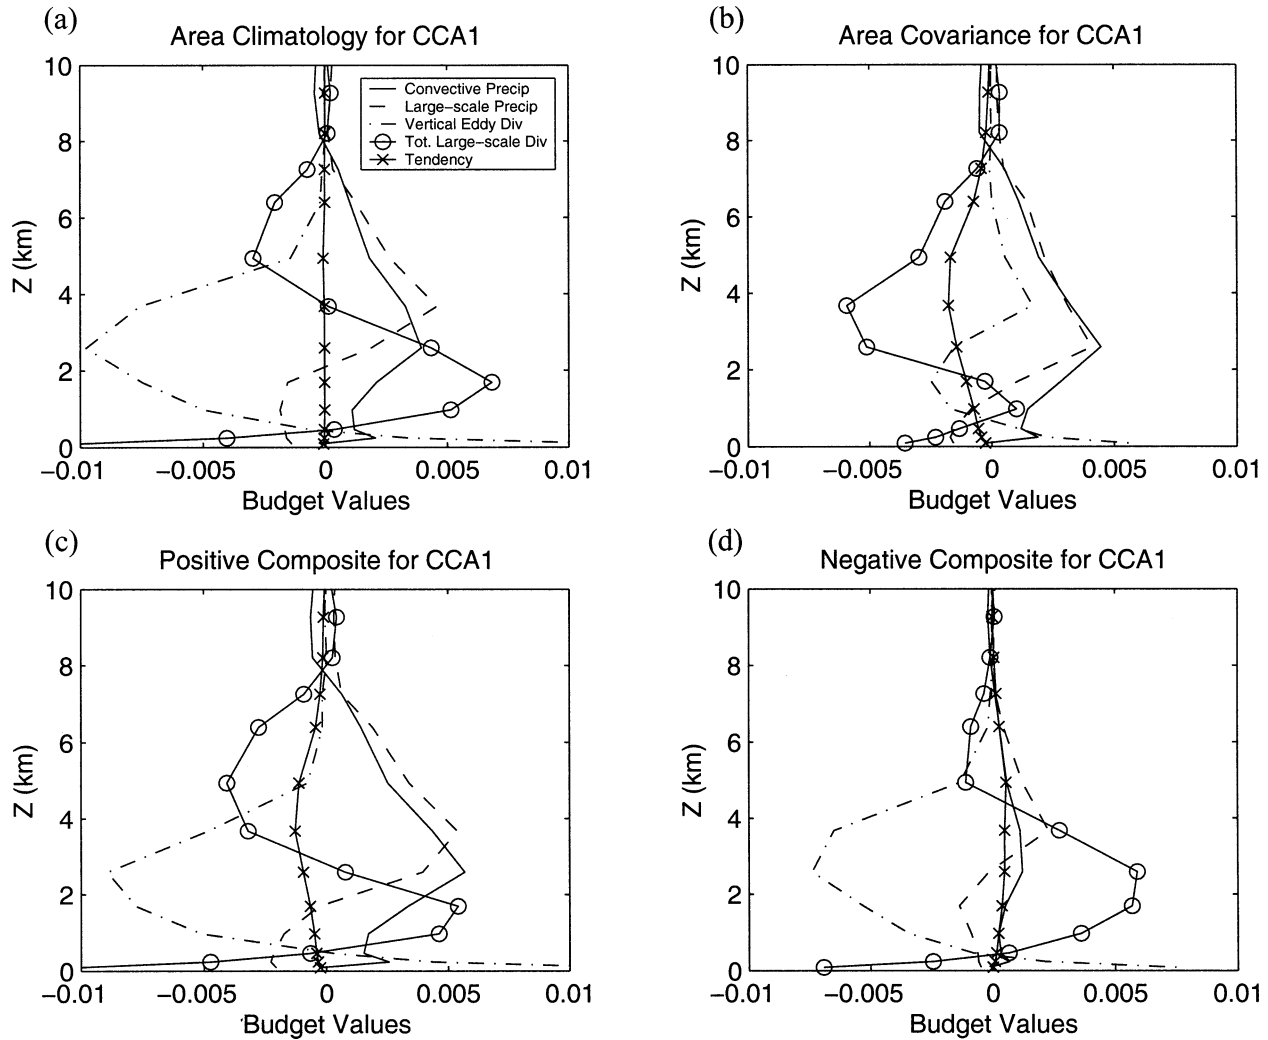 (a)
Area Climatology for CCA1
10
8
6
4
2
0
Z (km)
Convective Precip
Large-scale Precip
Vertical Eddy Div
Tot. Large-scale Div
Tendency
-0.01 -0.005 0 0.005 0.01
Budget Values
(b)
Area Covariance for CCA1
10
8
6
4
2
0
Z (km)
-0.01 -0.005 0 0.005 0.01
Budget Values
(c)
Positive Composite for CCA1
10
8
6
4
2
0
Z (km)
-0.01 -0.005 0 0.005 0.01
Budget Values
(d)
Negative Composite for CCA1
10
8
6
4
2
0
Z (km)
-0.01 -0.005 0 0.005 0.01
Budget Values